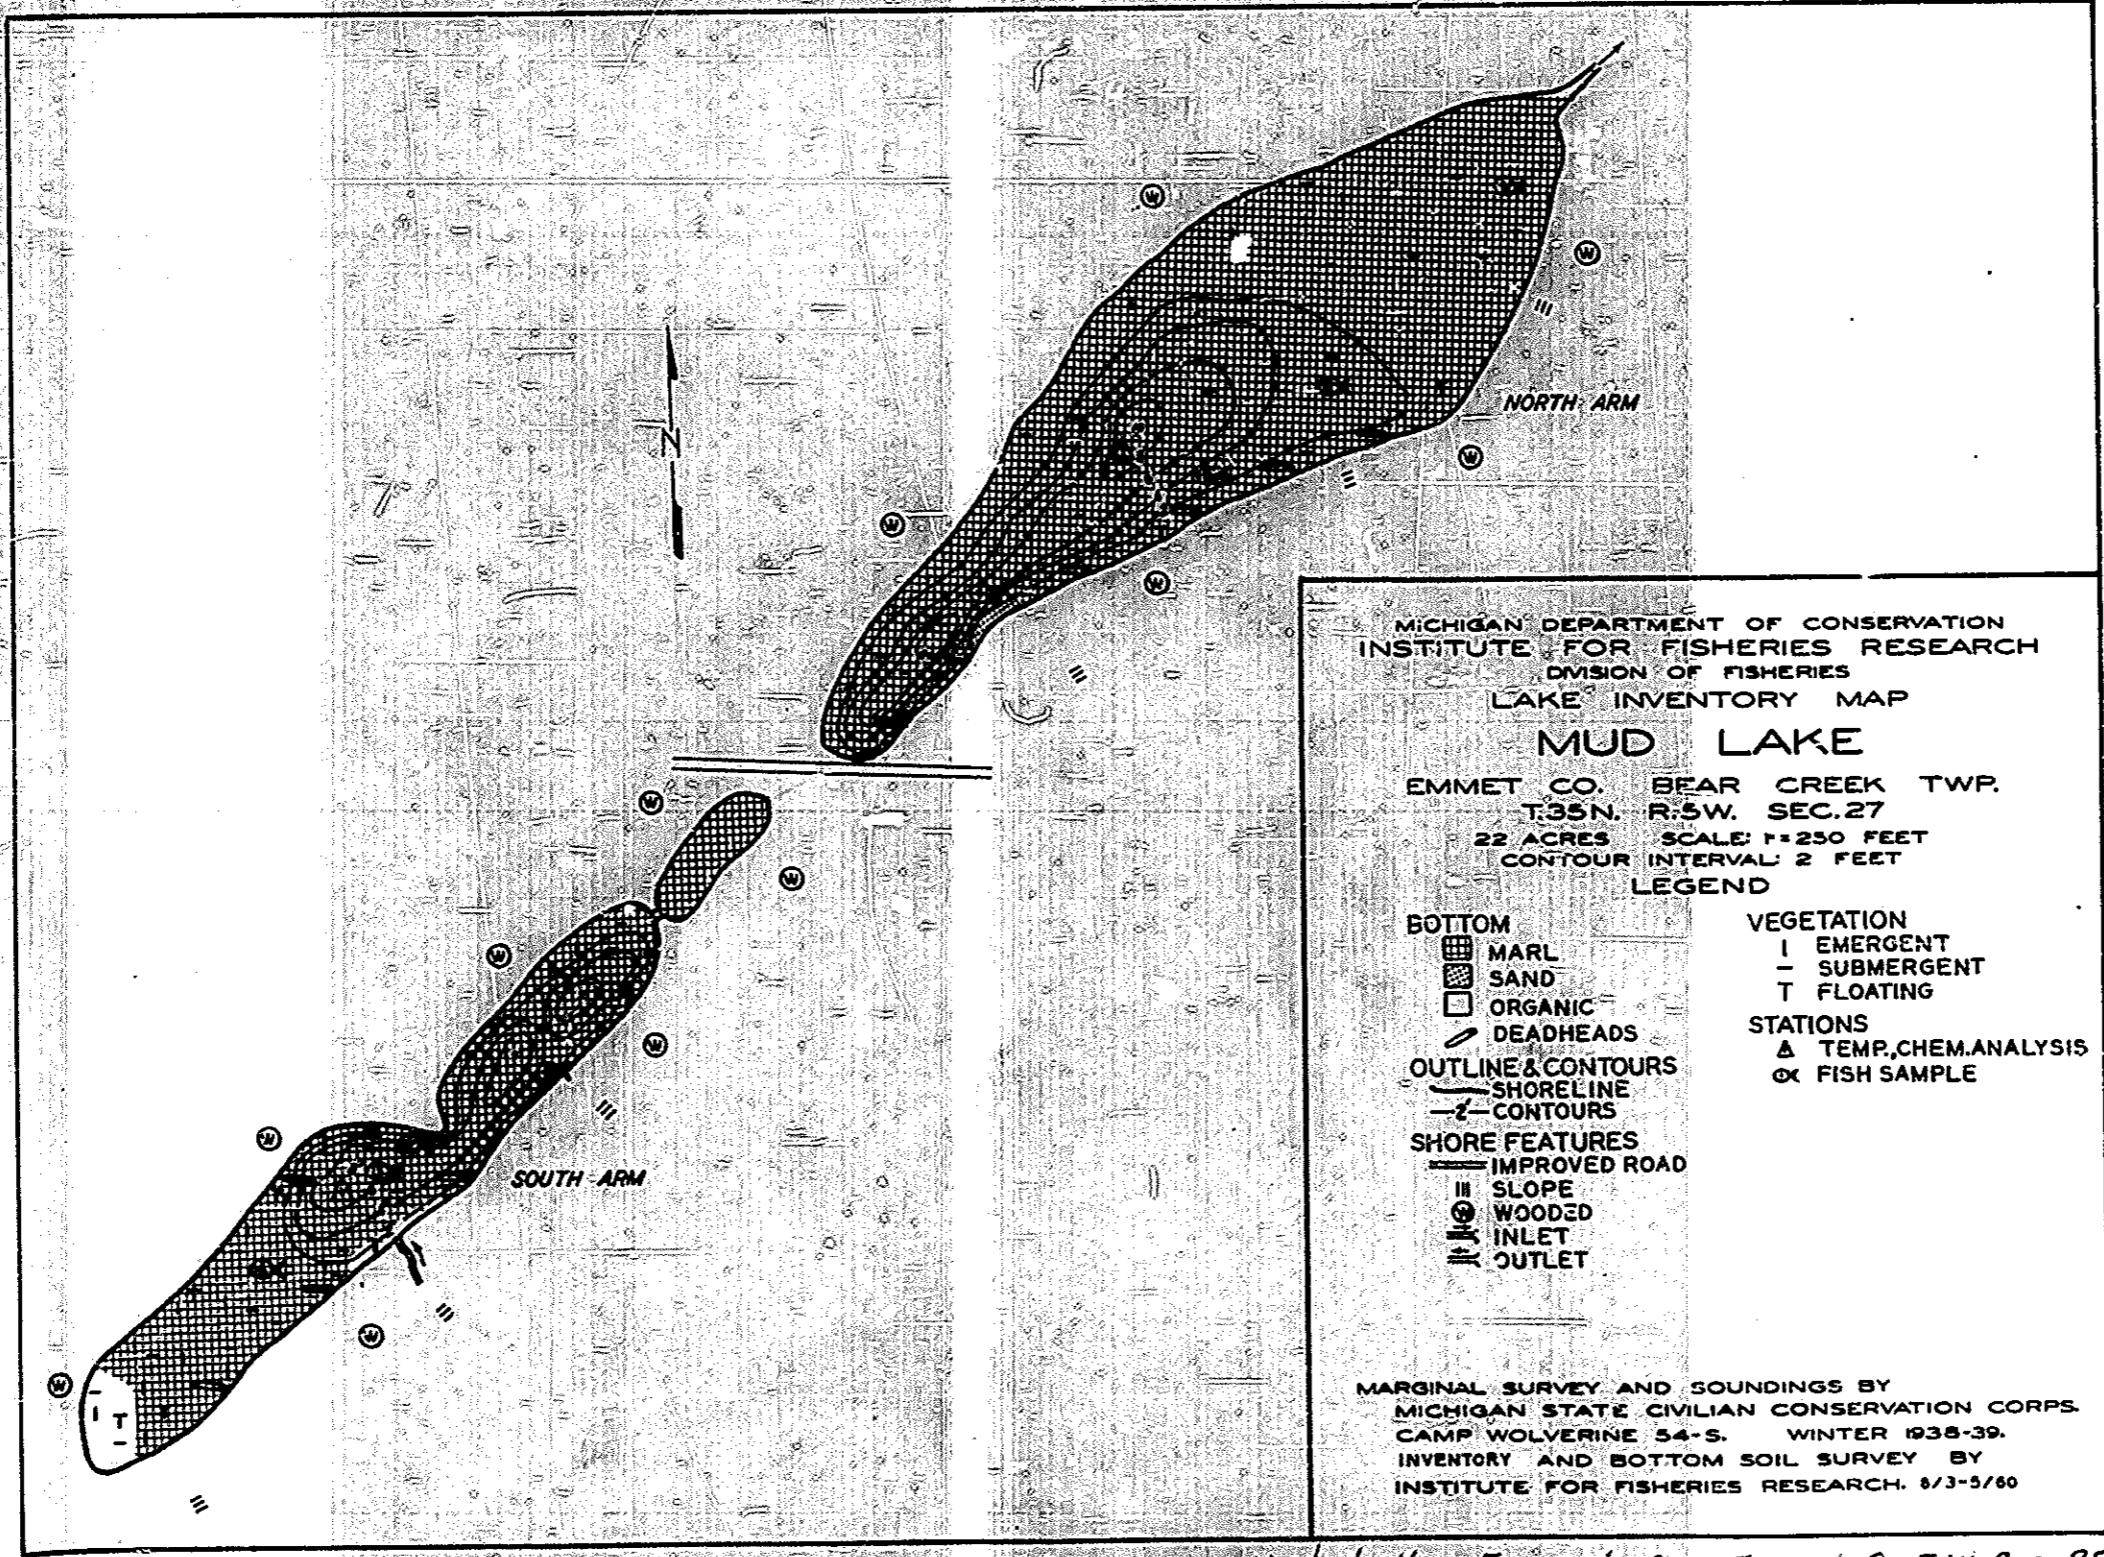 N
NORTH ARM
SOUTH ARM
MICHIGAN DEPARTMENT OF CONSERVATION
INSTITUTE FOR FISHERIES RESEARCH
DIVISION OF FISHERIES
LAKE INVENTORY MAP
MUD LAKE
EMMET CO. BEAR CREEK TWP.
T.35N. R.5W. SEC.27
22 ACRES SCALE: 1"=250 FEET
CONTOUR INTERVAL: 2 FEET
LEGEND
BOTTOM
MARL
SAND
ORGANIC
DEADHEADS
OUTLINE & CONTOURS
SHORELINE
CONTOURS
SHORE FEATURES
IMPROVED ROAD
SLOPE
W WOODED
INLET
OUTLET
VEGETATION
I EMERGENT
– SUBMERGENT
T FLOATING
STATIONS
TEMP., CHEM. ANALYSIS
FISH SAMPLE
MARGINAL SURVEY AND SOUNDINGS BY
MICHIGAN STATE CIVILIAN CONSERVATION CORPS.
CAMP WOLVERINE 54-S. WINTER 1938-39.
INVENTORY AND BOTTOM SOIL SURVEY BY
INSTITUTE FOR FISHERIES RESEARCH. 8/3-5/60